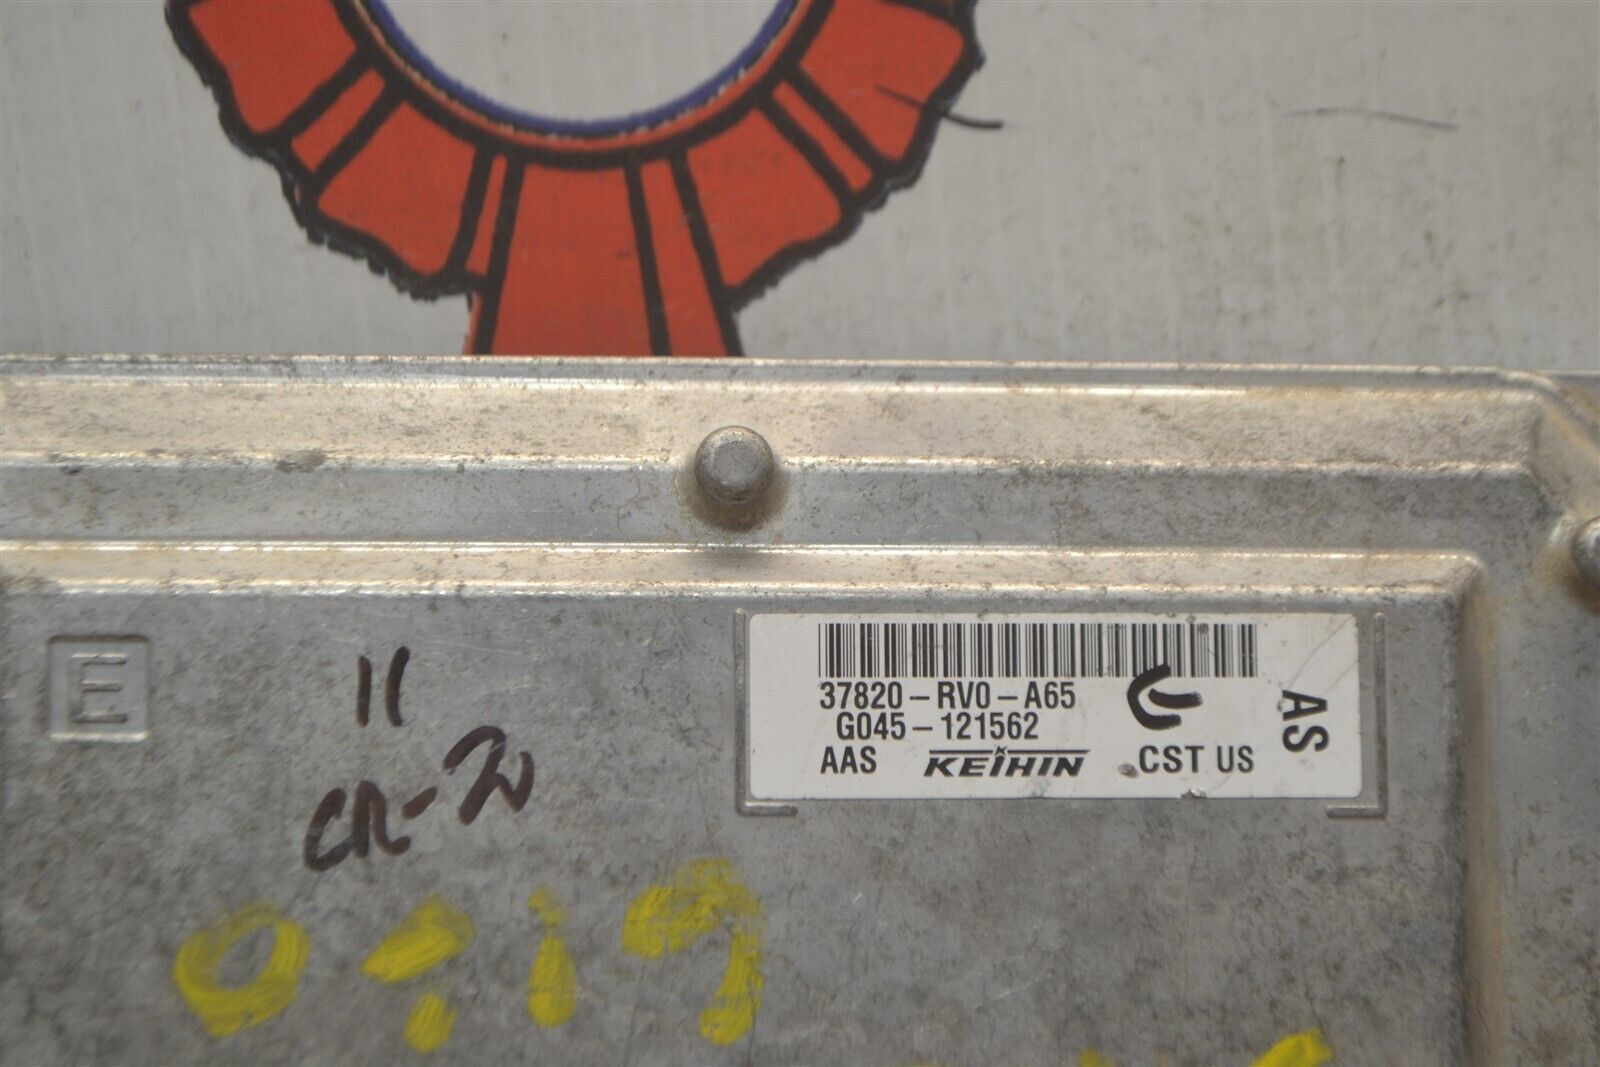 E
11
CR-Z
37820-RV0-A65
G045-121562
AAS KEIHIN CST US
AS